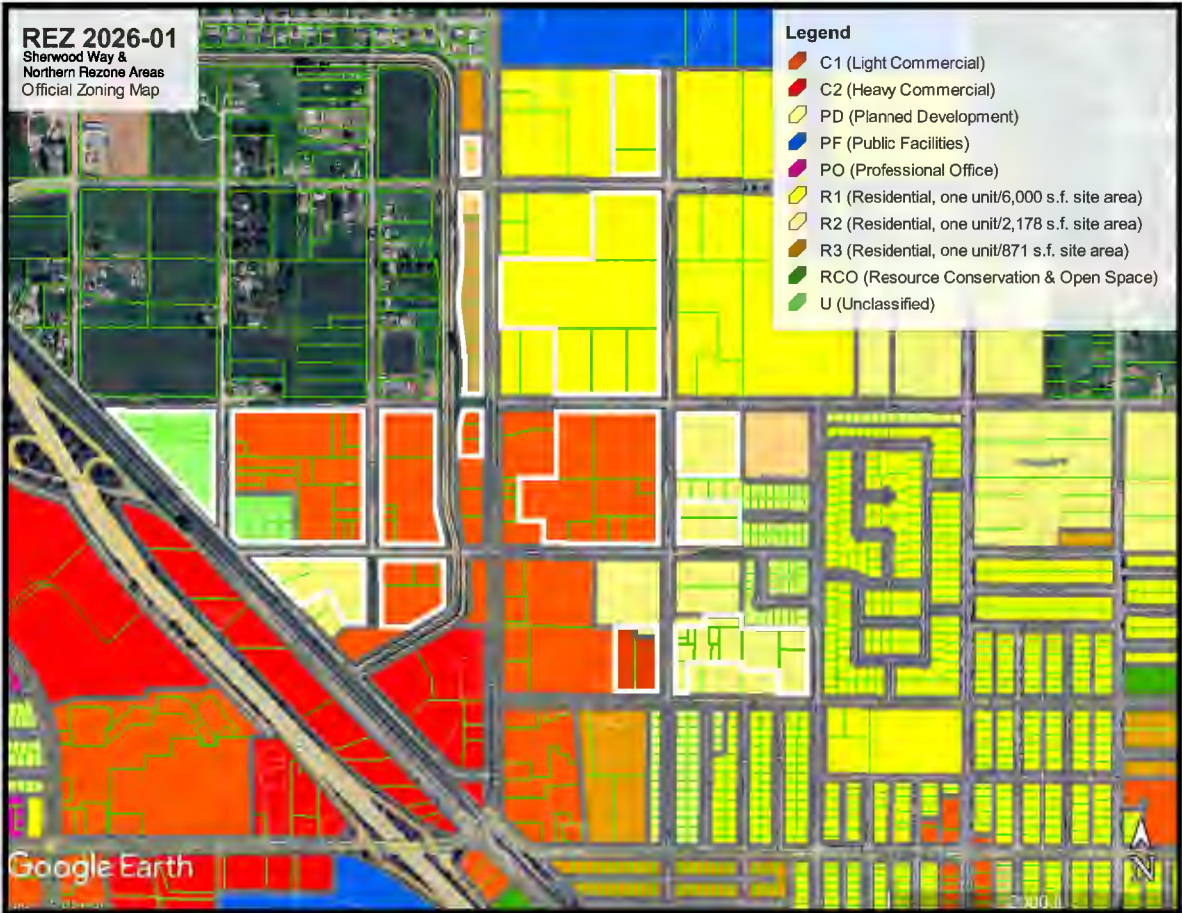 REZ 2026-01
Sherwood Way &
Northern Rezone Areas
Official Zoning Map
Legend
C1 (Light Commercial)
C2 (Heavy Commercial)
PD (Planned Development)
PF (Public Facilities)
PO (Professional Office)
R1 (Residential, one unit/6,000 s.f. site area)
R2 (Residential, one unit/2,178 s.f. site area)
R3 (Residential, one unit/871 s.f. site area)
RCO (Resource Conservation & Open Space)
U (Unclassified)
Google Earth
N